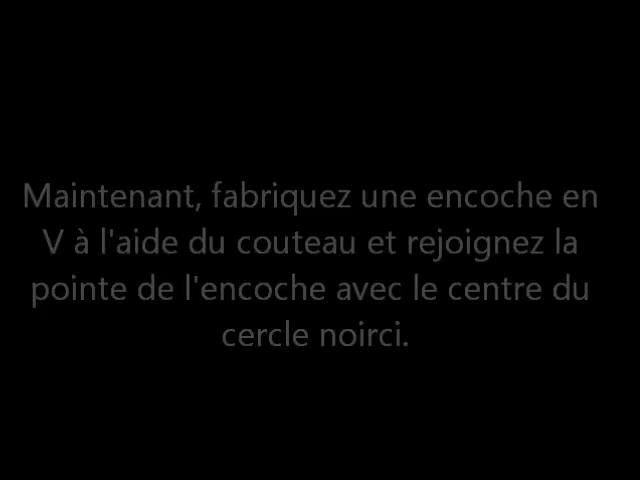 Maintenant, fabriquez une encoche en
V à l'aide du couteau et rejoignez la
pointe de l'encoche avec le centre du
cercle noirci.